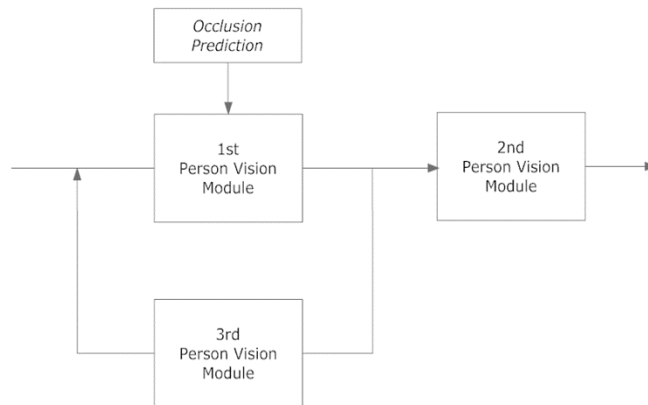 Occlusion
Prediction
1st
Person Vision
Module
2nd
Person Vision
Module
3rd
Person Vision
Module